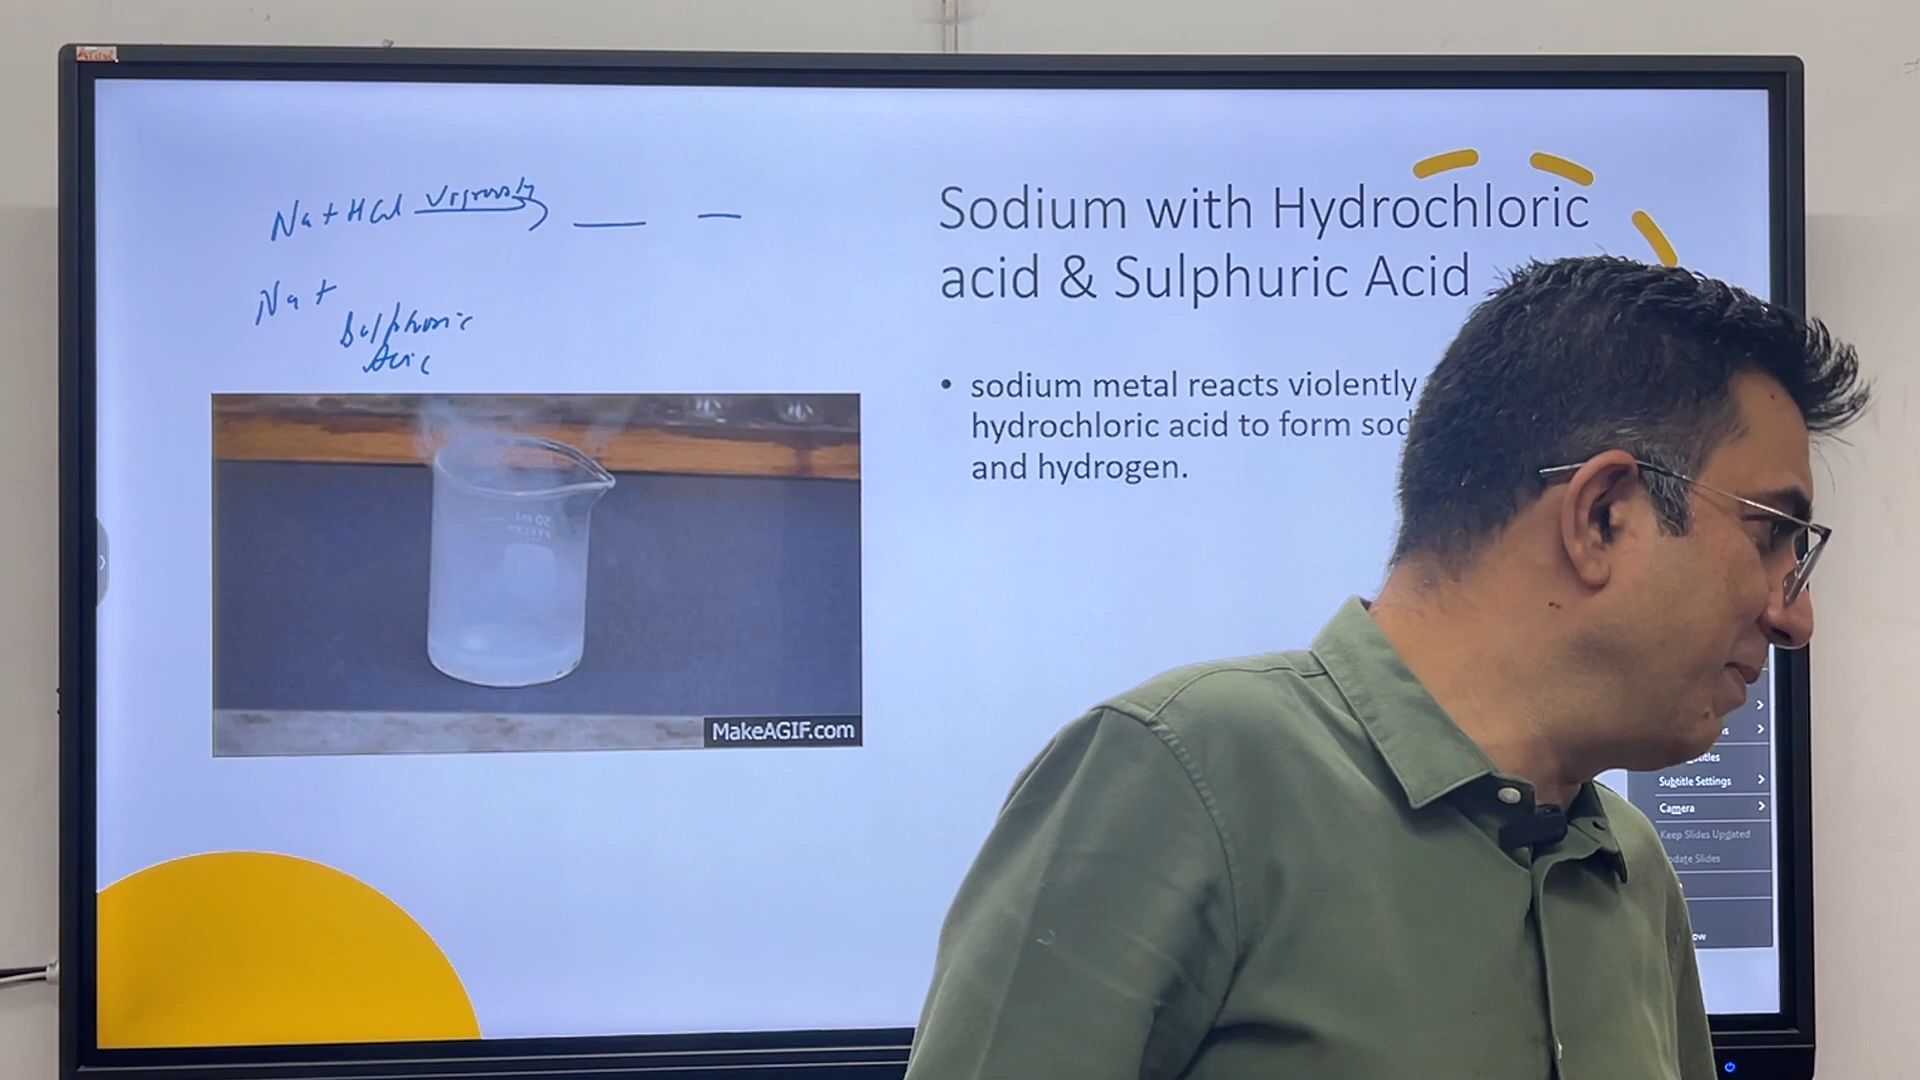 Na + HCl Vigorously
Na +
Sulphuric
Acid
Sodium with Hydrochloric
acid & Sulphuric Acid
• sodium metal reacts violently
hydrochloric acid to form sod
and hydrogen.
50 ml
MakeAGIF.com
Subtitle Settings
Camera
Keep Slides Updated